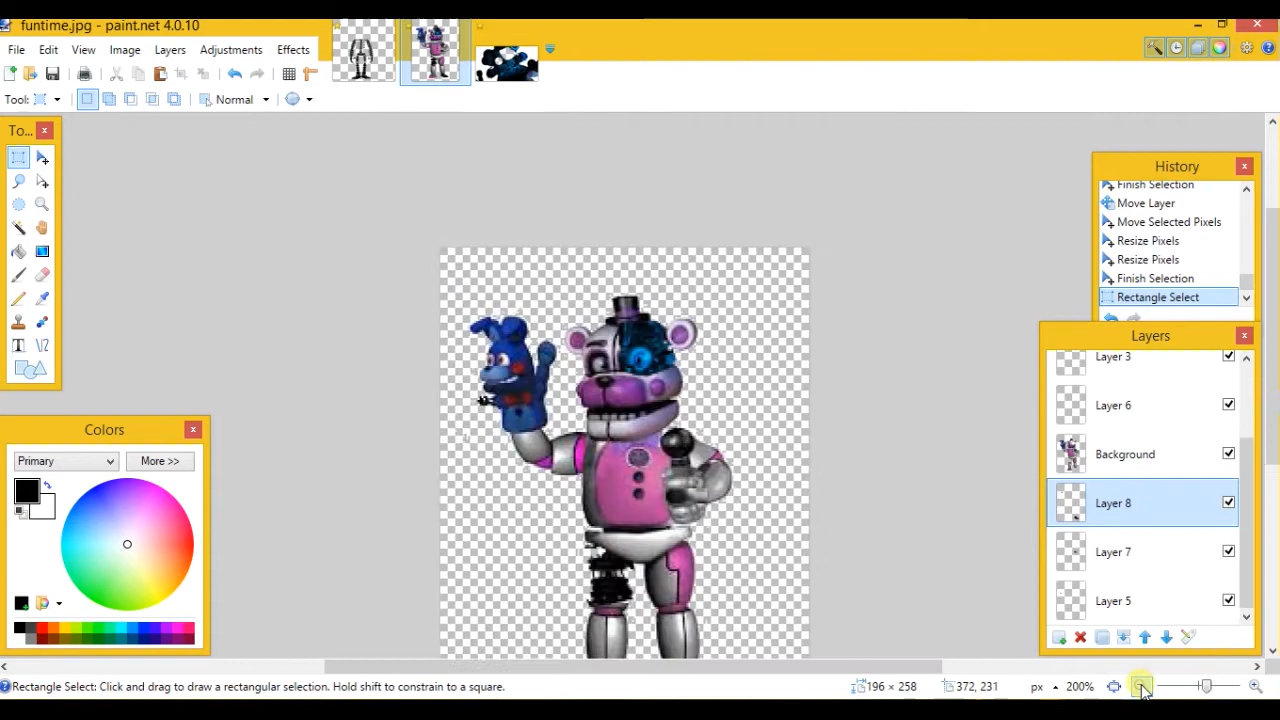 funtime.jpg - paint.net 4.0.10
File Edit View Image Layers Adjustments Effects
Tool: Normal
To...
History
Finish Selection
Move Layer
Move Selected Pixels
Resize Pixels
Resize Pixels
Finish Selection
Rectangle Select
Layers
Layer 3
Layer 6
Background
Layer 8
Layer 7
Layer 5
Colors
Primary More >>
Rectangle Select: Click and drag to draw a rectangular selection. Hold shift to constrain to a square. 196 × 258 372, 231 px 200%